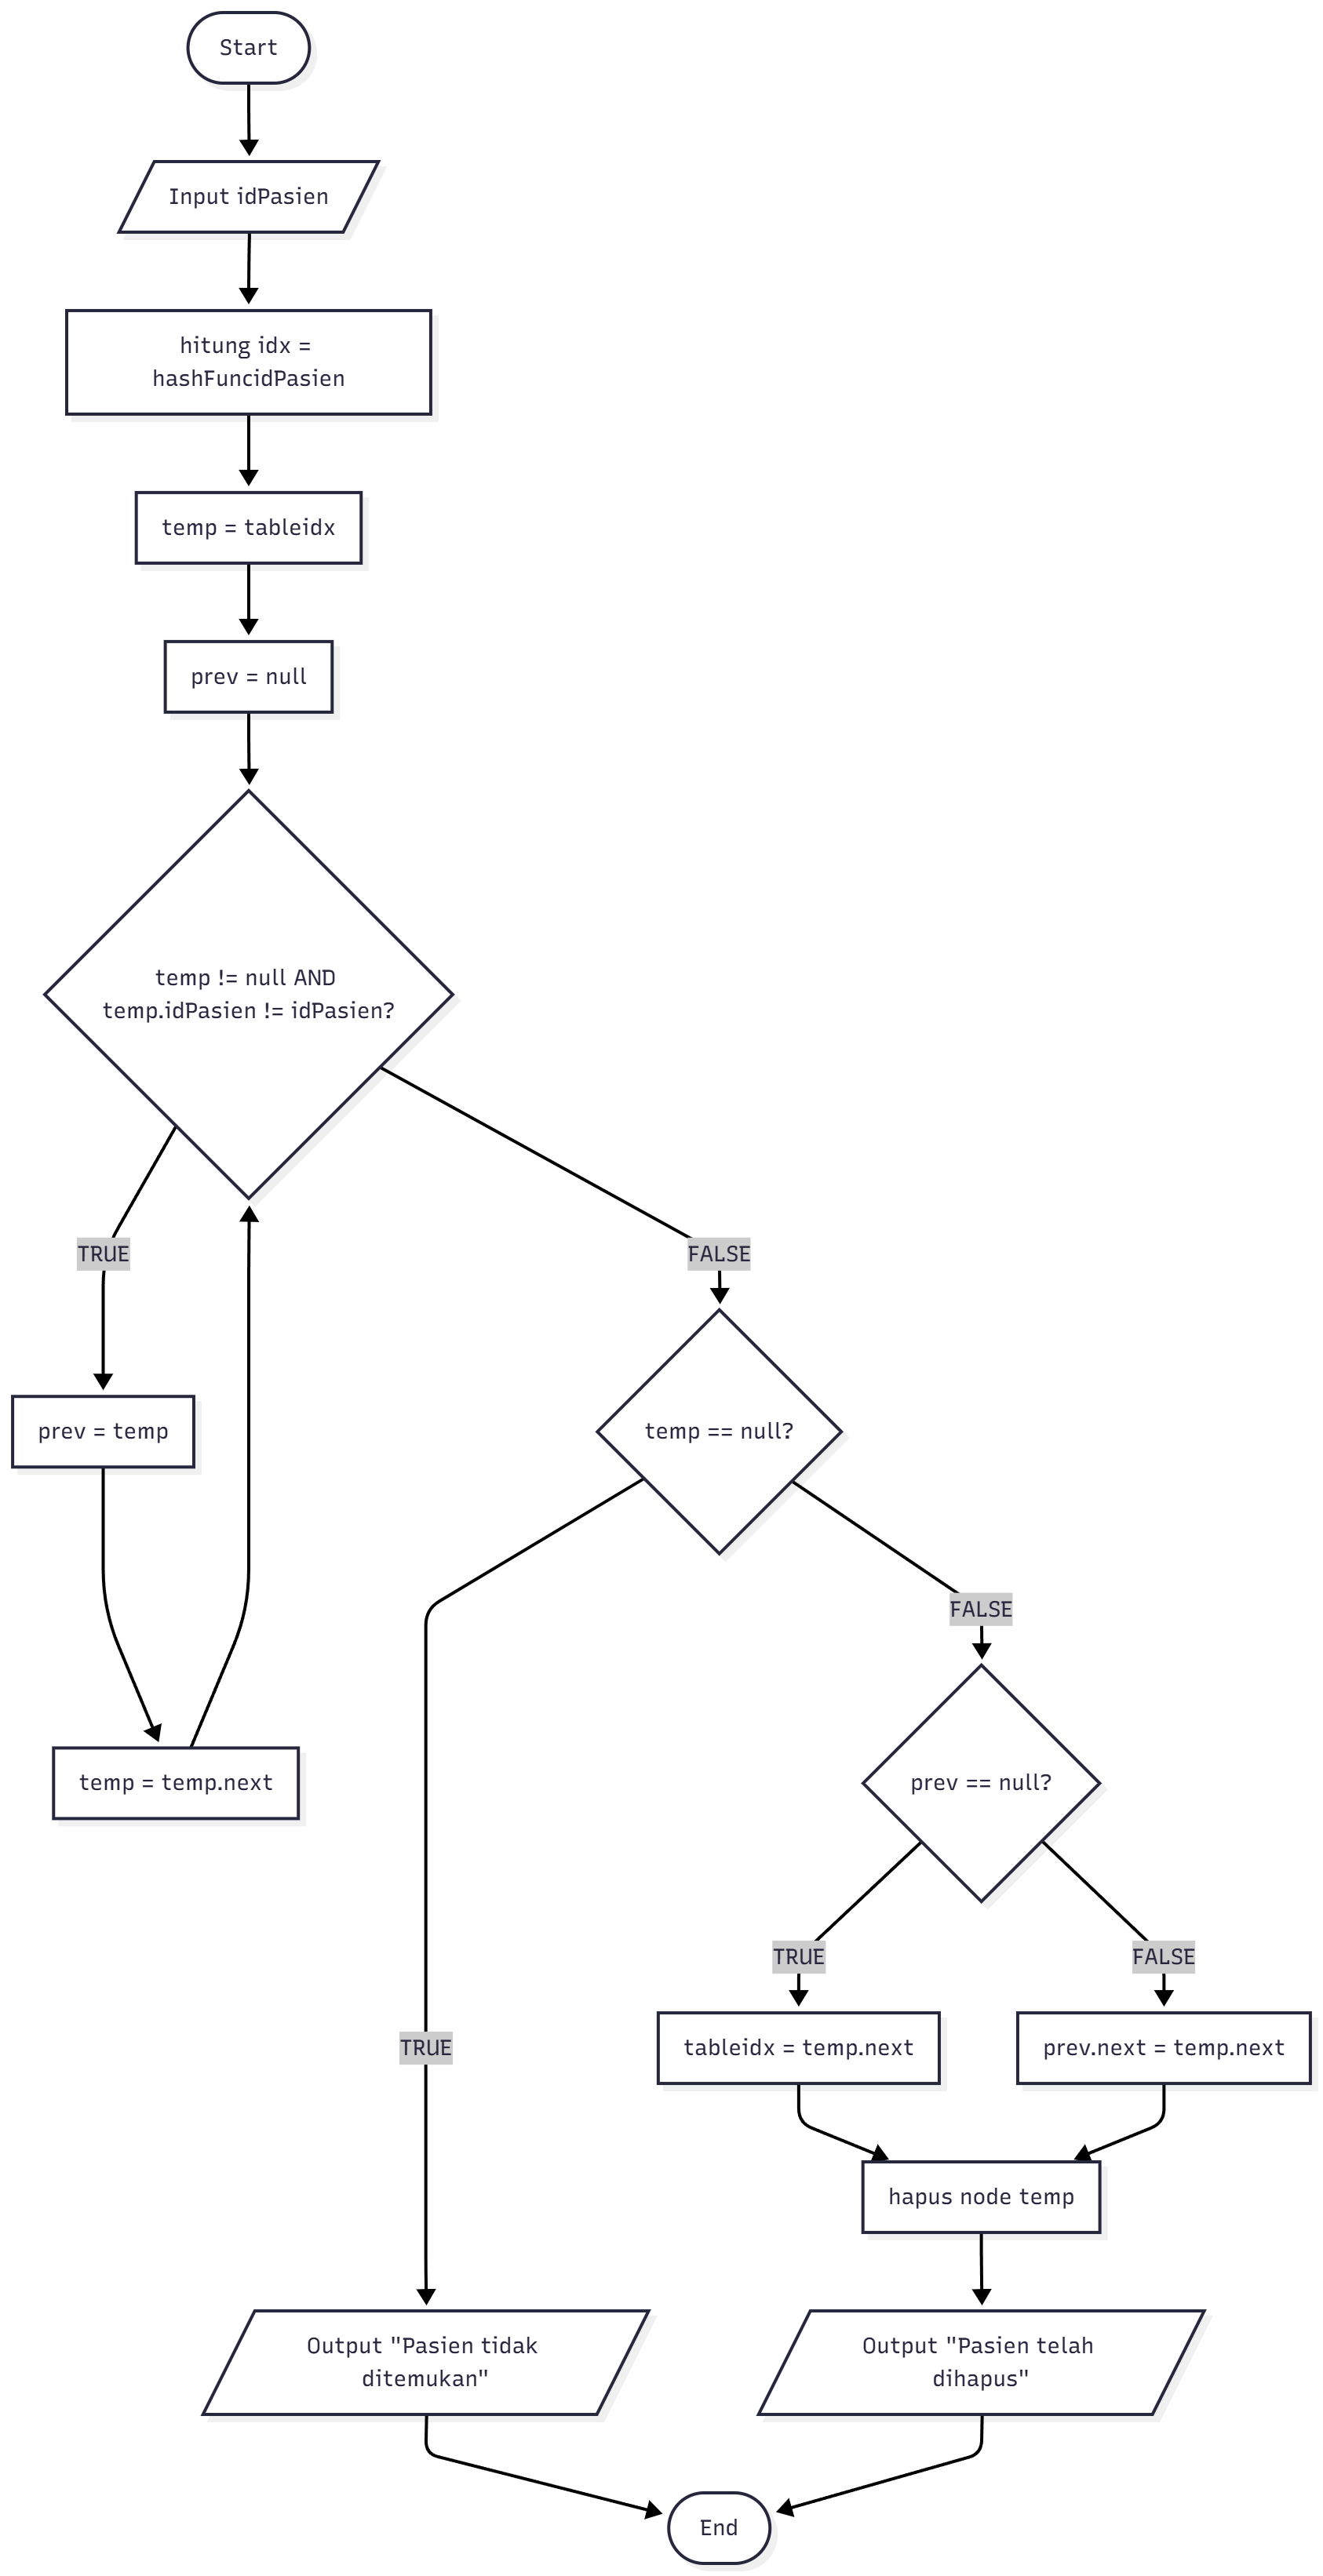 Start
Input idPasien
hitung idx =
hashFuncidPasien
temp = tableidx
prev = null
temp != null AND
temp.idPasien != idPasien?
TRUE
FALSE
prev = temp
temp == null?
FALSE
temp = temp.next
prev == null?
TRUE
FALSE
TRUE
tableidx = temp.next
prev.next = temp.next
hapus node temp
Output "Pasien tidak
ditemukan"
Output "Pasien telah
dihapus"
End